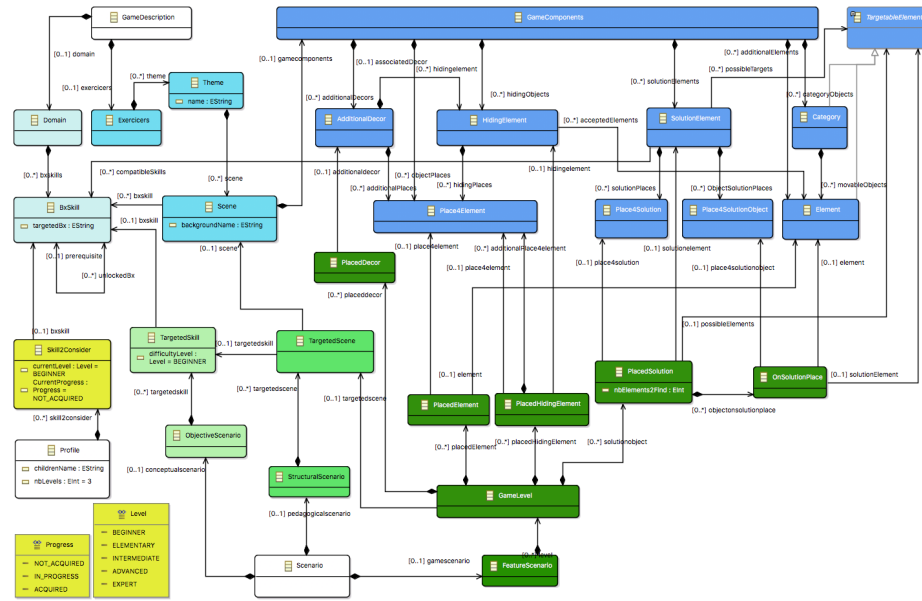 GameDescription
GameComponents
TargetableElement
[0..1] domain
[0..1] gamecomponents
[0..*] associatedDecor
[0..*] hidingelement
[0..*] additionalElements
[0..*] theme
Theme
name : EString
[0..1] exercicers
[0..*] additionalDecors
[0..*] hidingObjects
[0..*] solutionElements
[0..*] possibleTargets
[0..*] categoryObjects
Domain
Exercicers
AdditionalDecor
HidingElement
[0..*] acceptedElements
SolutionElement
Category
[0..*] bxskills
[0..*] compatibleSkills
[0..*] scene
[0..1] additionaldecor
[0..*] objectPlaces
[0..*] additionalPlaces
[0..*] hidingPlaces
[0..1] hidingelement
[0..*] solutionPlaces
[0..*] ObjectSolutionPlaces
[0..*] movableObjects
BxSkill
targetedBx : EString
[0..*] bxskill
[0..1] bxskill
Scene
backgroundName : EString
Place4Element
Place4Solution
Place4SolutionObject
Element
[0..1] prerequisite
[0..*] unlockedBx
[0..1] scene
PlacedDecor
[0..*] placeddecor
[0..1] place4element
[0..*] additionalPlace4element
[0..1] place4element
[0..1] solutionelement
[0..1] place4solution
[0..1] place4solutionobject
[0..1] element
[0..1] bxskill
Skill2Consider
currentLevel : Level =
BEGINNER
CurrentProgress :
Progress =
NOT_ACQUIRED
TargetedSkill
difficultyLevel :
Level = BEGINNER
[0..1] targetedskill
TargetedScene
[0..1] possibleElements
PlacedSolution
nbElements2Find : EInt
OnSolutionPlace
[0..1] solutionElement
[0..*] targetedskill
[0..*] targetedscene
[0..1] targetedscene
[0..1] element
PlacedElement
PlacedHidingElement
[0..*] objectonsolutionplace
[0..*] skill2consider
ObjectiveScenario
[0..*] placedElement
[0..*] placedHidingElement
[0..*] solutionobject
Profile
childrenName : EString
nbLevels : EInt = 3
[0..1] conceptualscenario
StructuralScenario
GameLevel
[0..1] pedagogicalscenario
Level
BEGINNER
ELEMENTARY
INTERMEDIATE
ADVANCED
EXPERT
Progress
NOT_ACQUIRED
IN_PROGRESS
ACQUIRED
Scenario
[0..1] gamescenario
[0..*] level
FeatureScenario